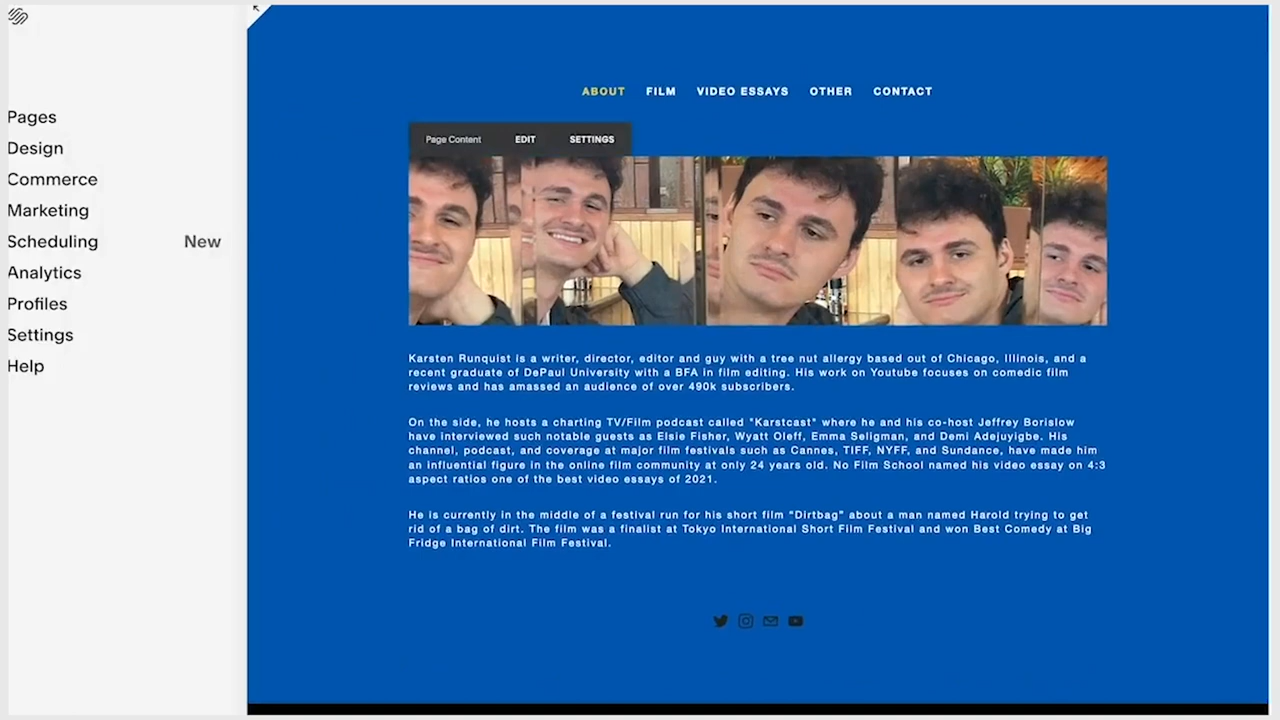 Pages
Design
Commerce
Marketing
Scheduling New
Analytics
Profiles
Settings
Help
ABOUT FILM VIDEO ESSAYS OTHER CONTACT
Page Content EDIT SETTINGS
Karsten Runquist is a writer, director, editor and guy with a tree nut allergy based out of Chicago, Illinois, and a
recent graduate of DePaul University with a BFA in film editing. His work on Youtube focuses on comedic film
reviews and has amassed an audience of over 490k subscribers.
On the side, he hosts a charting TV/Film podcast called "Karstcast" where he and his co-host Jeffrey Borislow
have interviewed such notable guests as Elsie Fisher, Wyatt Oleff, Emma Seligman, and Demi Adejuyigbe. His
channel, podcast, and coverage at major film festivals such as Cannes, TIFF, NYFF, and Sundance, have made him
an influential figure in the online film community at only 24 years old. No Film School named his video essay on 4:3
aspect ratios one of the best video essays of 2021.
He is currently in the middle of a festival run for his short film "Dirtbag" about a man named Harold trying to get
rid of a bag of dirt. The film was a finalist at Tokyo International Short Film Festival and won Best Comedy at Big
Fridge International Film Festival.